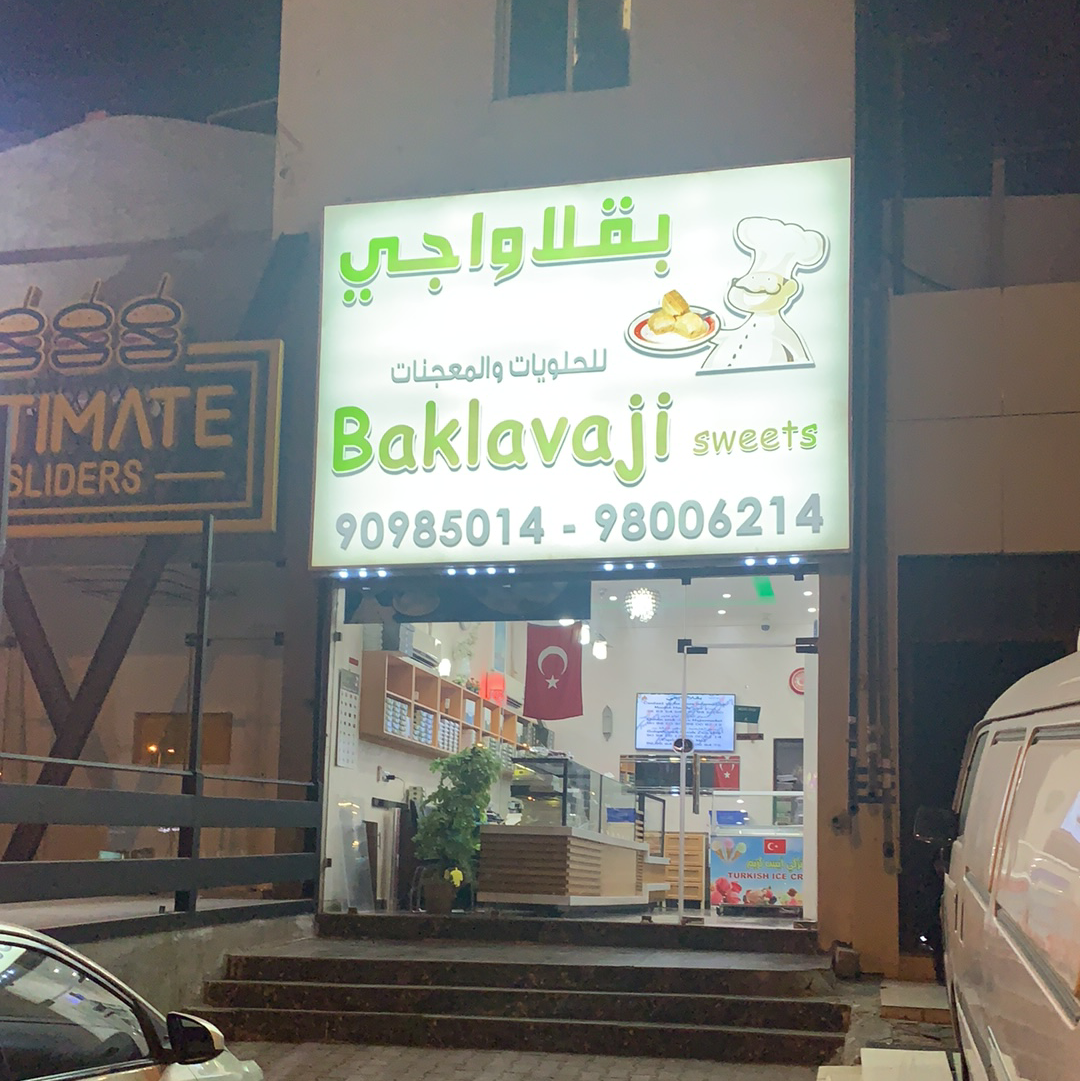 بقلاواجي
للحلويات والمعجنات
Baklavaji sweets
90985014 - 98006214
TIMATE
SLIDERS
TURKISH ICE CR